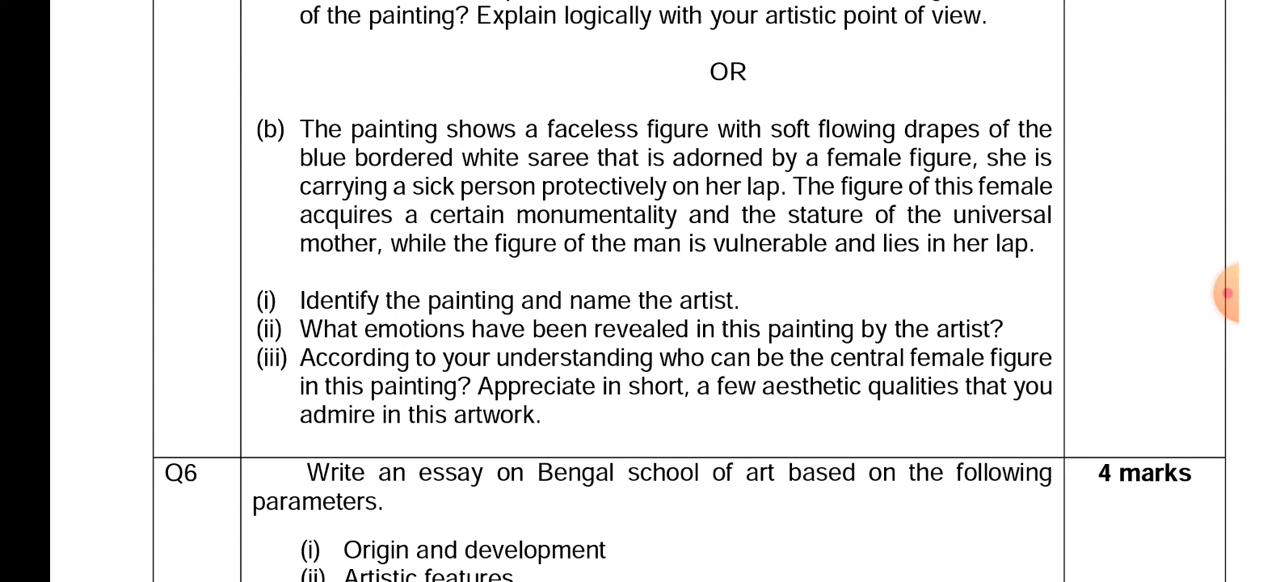 of the painting? Explain logically with your artistic point of view.
OR
(b) The painting shows a faceless figure with soft flowing drapes of the
blue bordered white saree that is adorned by a female figure, she is
carrying a sick person protectively on her lap. The figure of this female
acquires a certain monumentality and the stature of the universal
mother, while the figure of the man is vulnerable and lies in her lap.
(i) Identify the painting and name the artist.
(ii) What emotions have been revealed in this painting by the artist?
(iii) According to your understanding who can be the central female figure
in this painting? Appreciate in short, a few aesthetic qualities that you
admire in this artwork.
Q6 Write an essay on Bengal school of art based on the following 4 marks
parameters.
(i) Origin and development
(ii) Artistic features